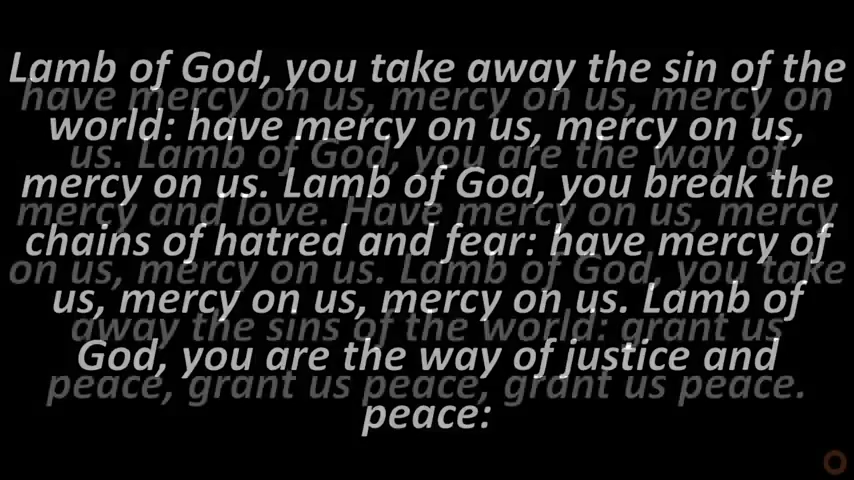 Lamb of God, you take away the sin of the
have mercy on us, mercy on us, mercy on
world: have mercy on us, mercy on us,
us. Lamb of God, you are the way of
mercy on us. Lamb of God, you break the
mercy and love. Have mercy on us, mercy
chains of hatred and fear: have mercy of
on us, mercy on us. Lamb of God, you take
us, mercy on us, mercy on us. Lamb of
away the sins of the world: grant us
God, you are the way of justice and
peace, grant us peace, grant us peace.
peace: